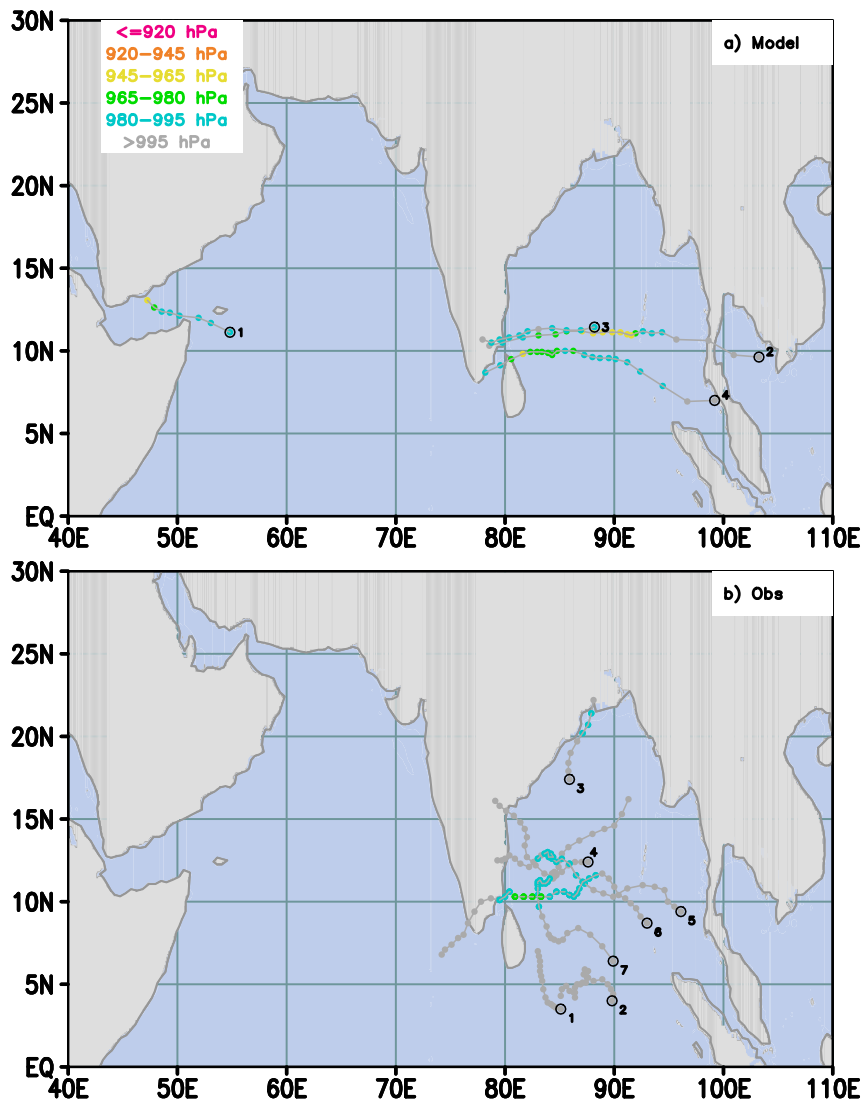 30N
<=920 hPa
920-945 hPa
945-965 hPa
965-980 hPa
980-995 hPa
>995 hPa
a) Model
25N
20N
15N
10N
5N
EQ
1
3
2
4
40E 50E 60E 70E 80E 90E 100E 110E
30N
b) Obs
25N
20N
15N
10N
5N
EQ
3
4
5
6
7
1
2
40E 50E 60E 70E 80E 90E 100E 110E